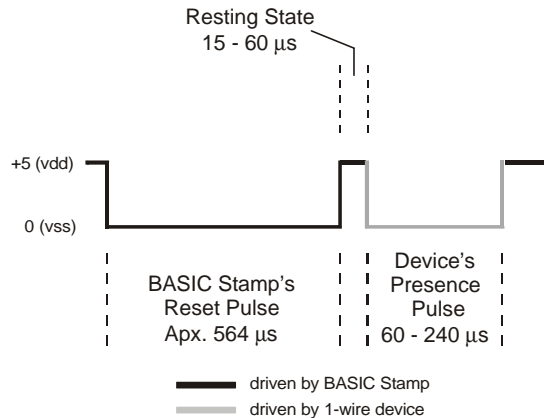 Resting State
15 - 60 μs
+5 (vdd)
0 (vss)
BASIC Stamp's
Reset Pulse
Apx. 564 μs
Device's
Presence
Pulse
60 - 240 μs
driven by BASIC Stamp
driven by 1-wire device